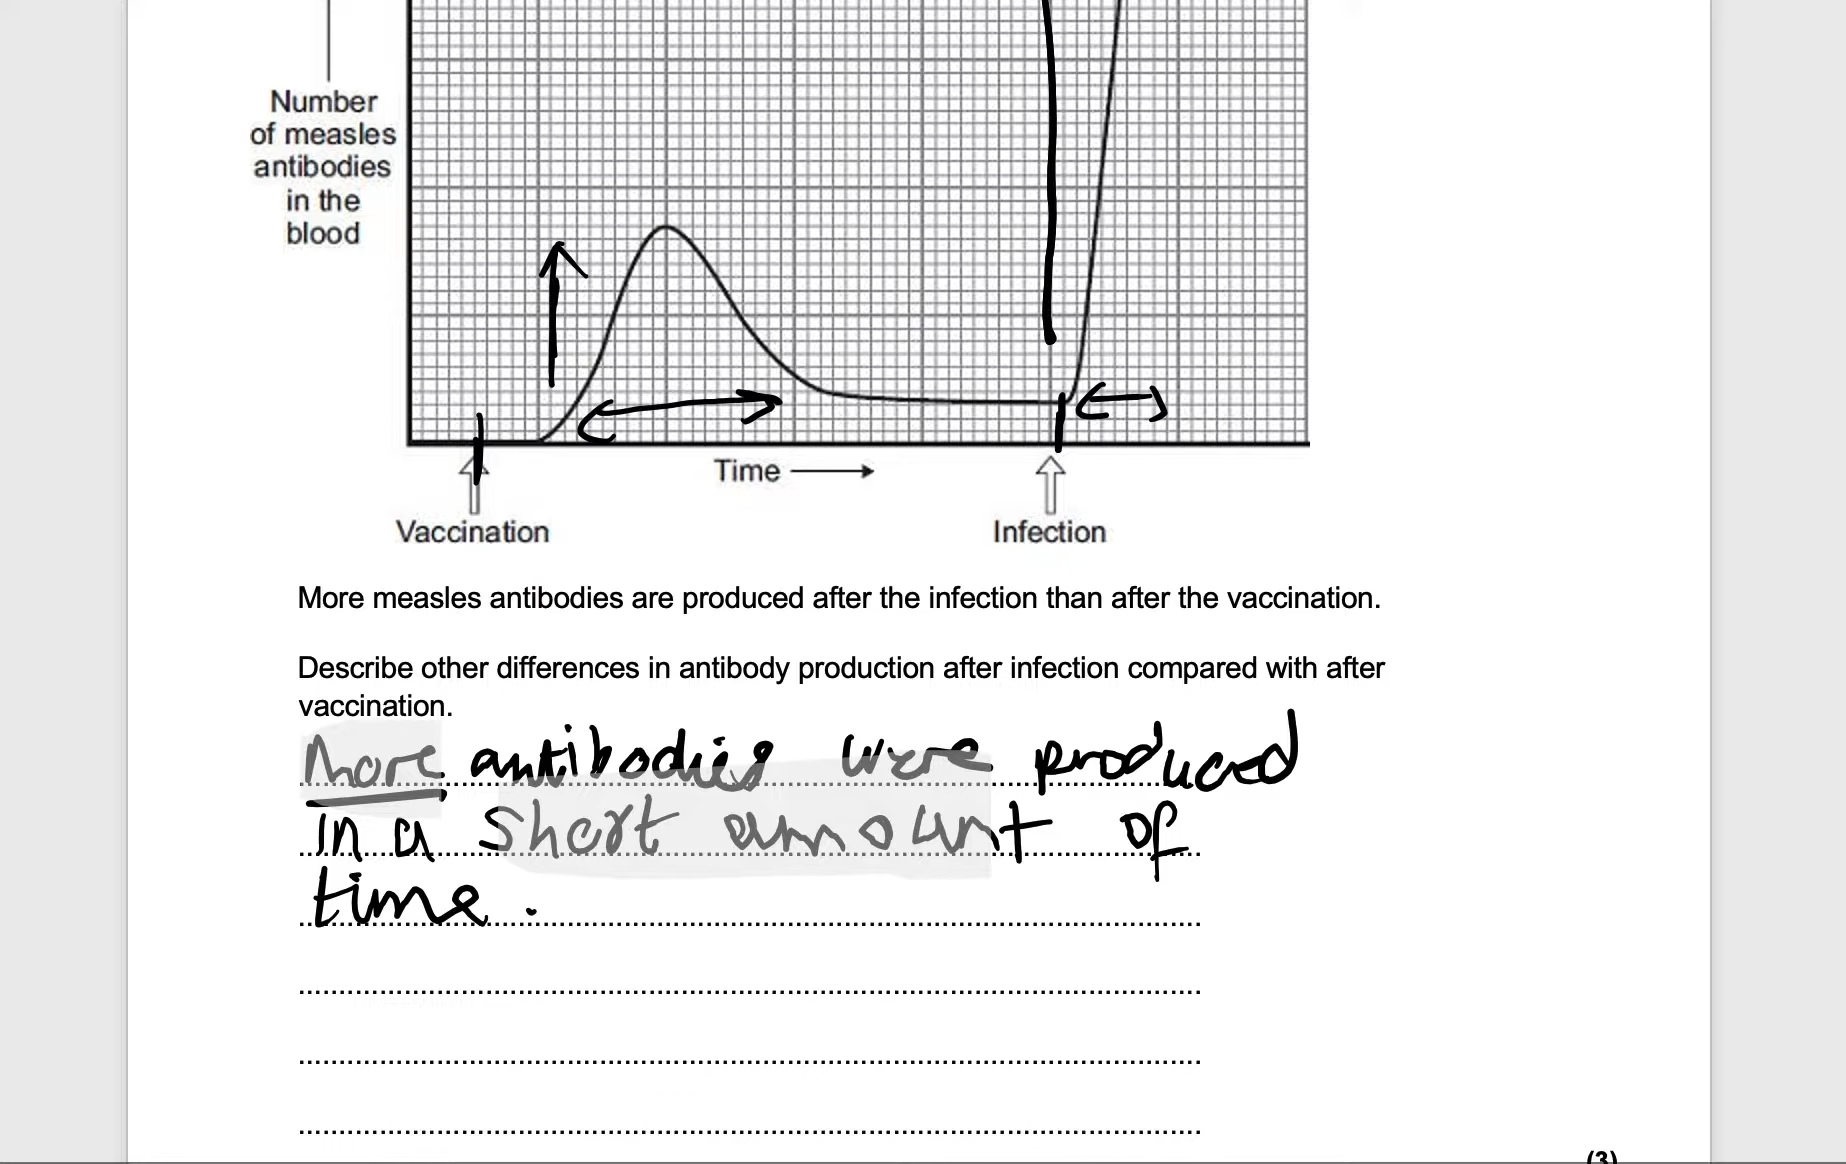 Number
of measles
antibodies
in the
blood
Time
Vaccination
Infection
More measles antibodies are produced after the infection than after the vaccination.
Describe other differences in antibody production after infection compared with after
vaccination.
More antibodies were produced
in a short amount of
time.
(3)